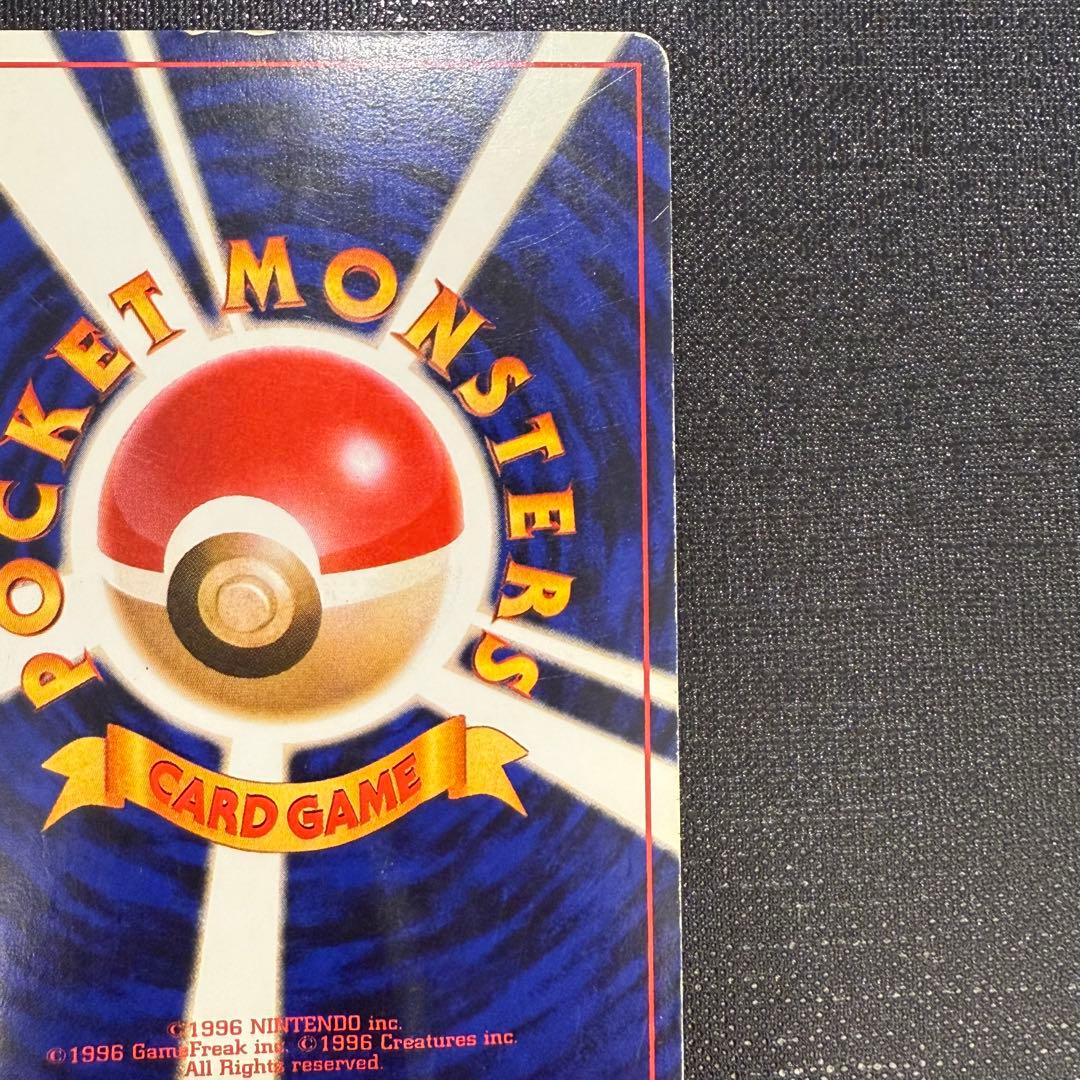 POCKET MONSTERS
CARD GAME
©1996 NINTENDO inc.
©1996 GameFreak inc. ©1996 Creatures inc.
All Rights reserved.